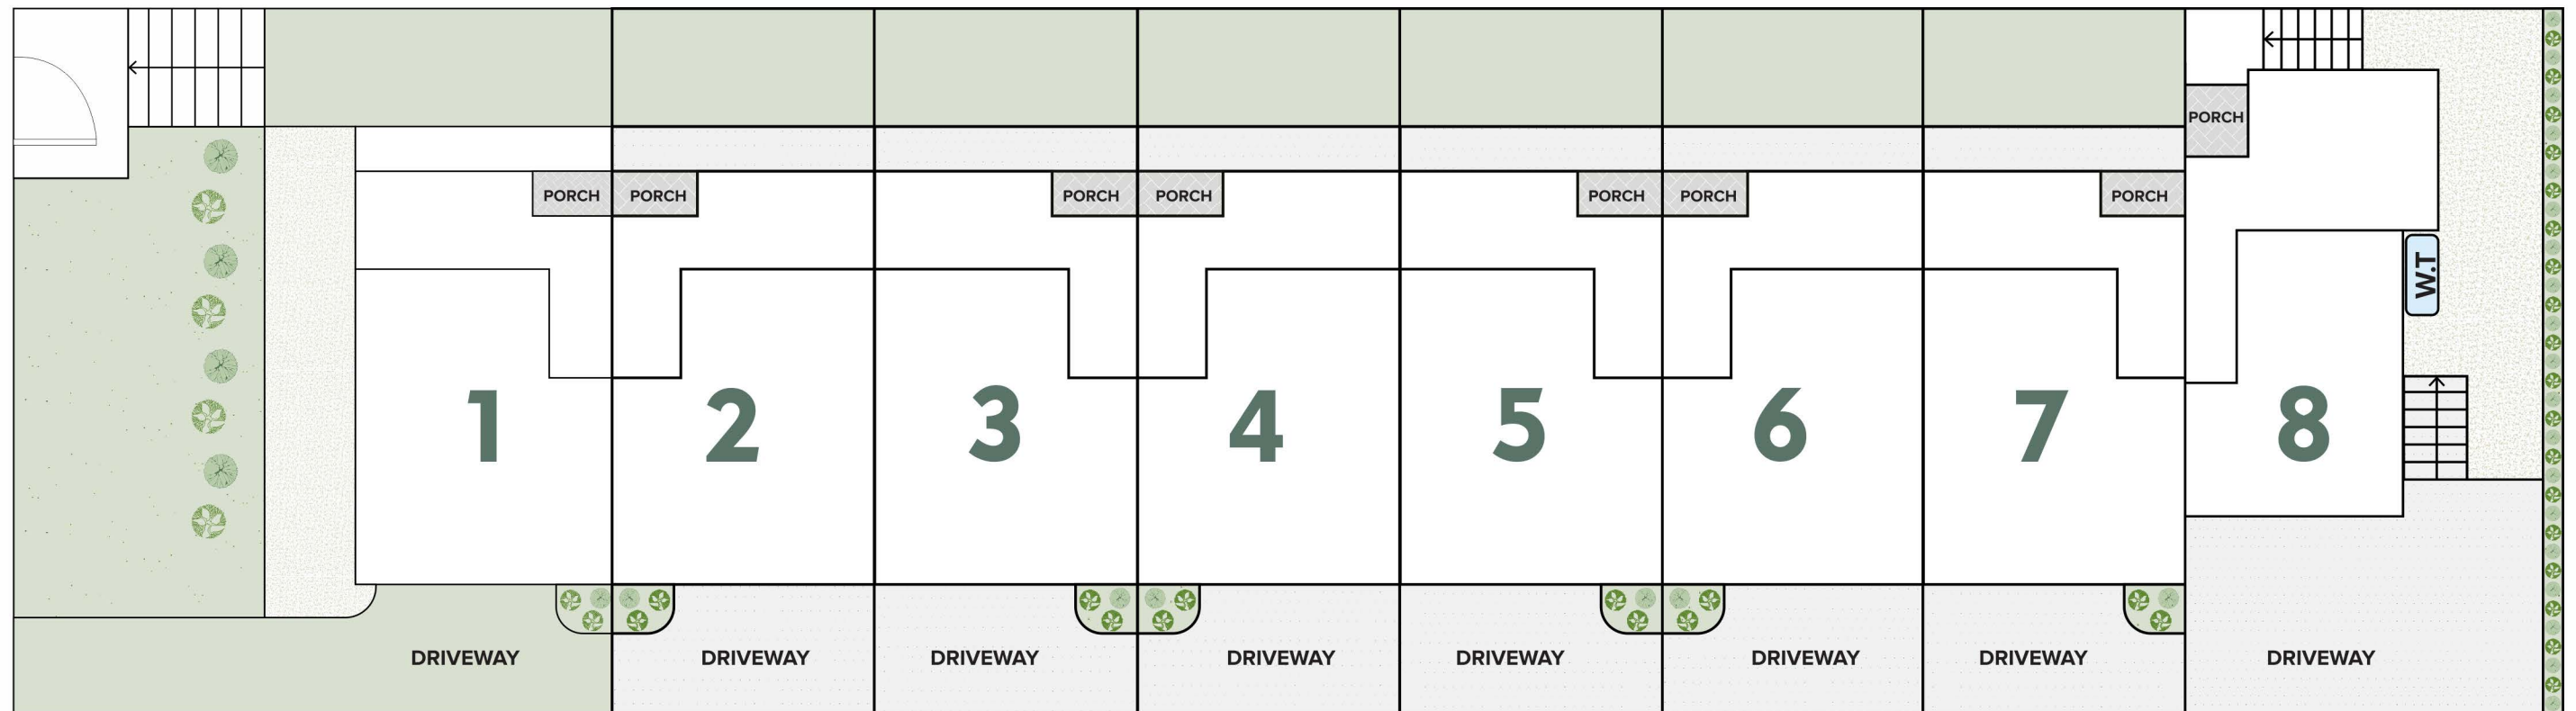 PORCH
PORCH PORCH PORCH PORCH PORCH PORCH PORCH
W.T
1 2 3 4 5 6 7 8
DRIVEWAY DRIVEWAY DRIVEWAY DRIVEWAY DRIVEWAY DRIVEWAY DRIVEWAY DRIVEWAY